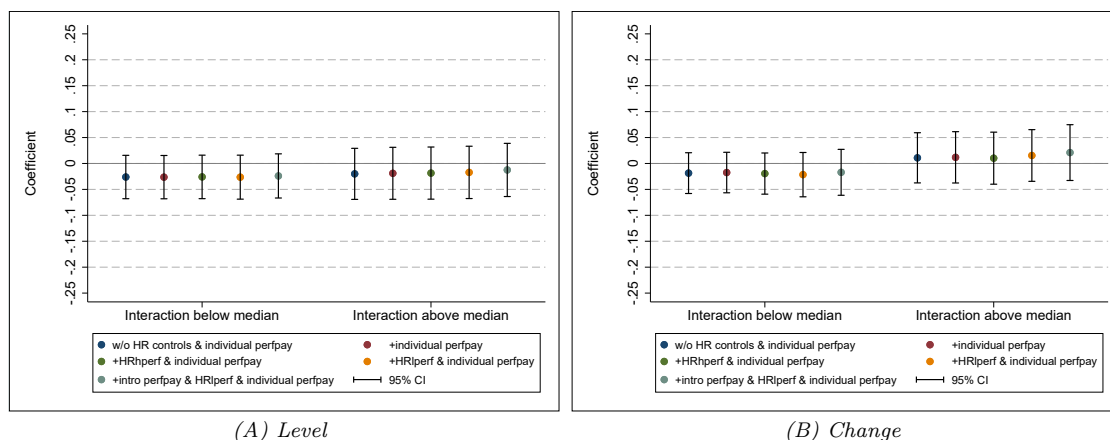 Coefficient
.25
.2
.15
.1
.05
0
-.05
-.1
-.15
-.2
-.25
Interaction below median
Interaction above median
w/o HR controls & individual perfpay
+individual perfpay
+HRhperf & individual perfpay
+HRlperf & individual perfpay
+intro perfpay & HRlperf & individual perfpay
95% CI
(A) Level
Coefficient
.25
.2
.15
.1
.05
0
-.05
-.1
-.15
-.2
-.25
Interaction below median
Interaction above median
w/o HR controls & individual perfpay
+individual perfpay
+HRhperf & individual perfpay
+HRlperf & individual perfpay
+intro perfpay & HRlperf & individual perfpay
95% CI
(B) Change